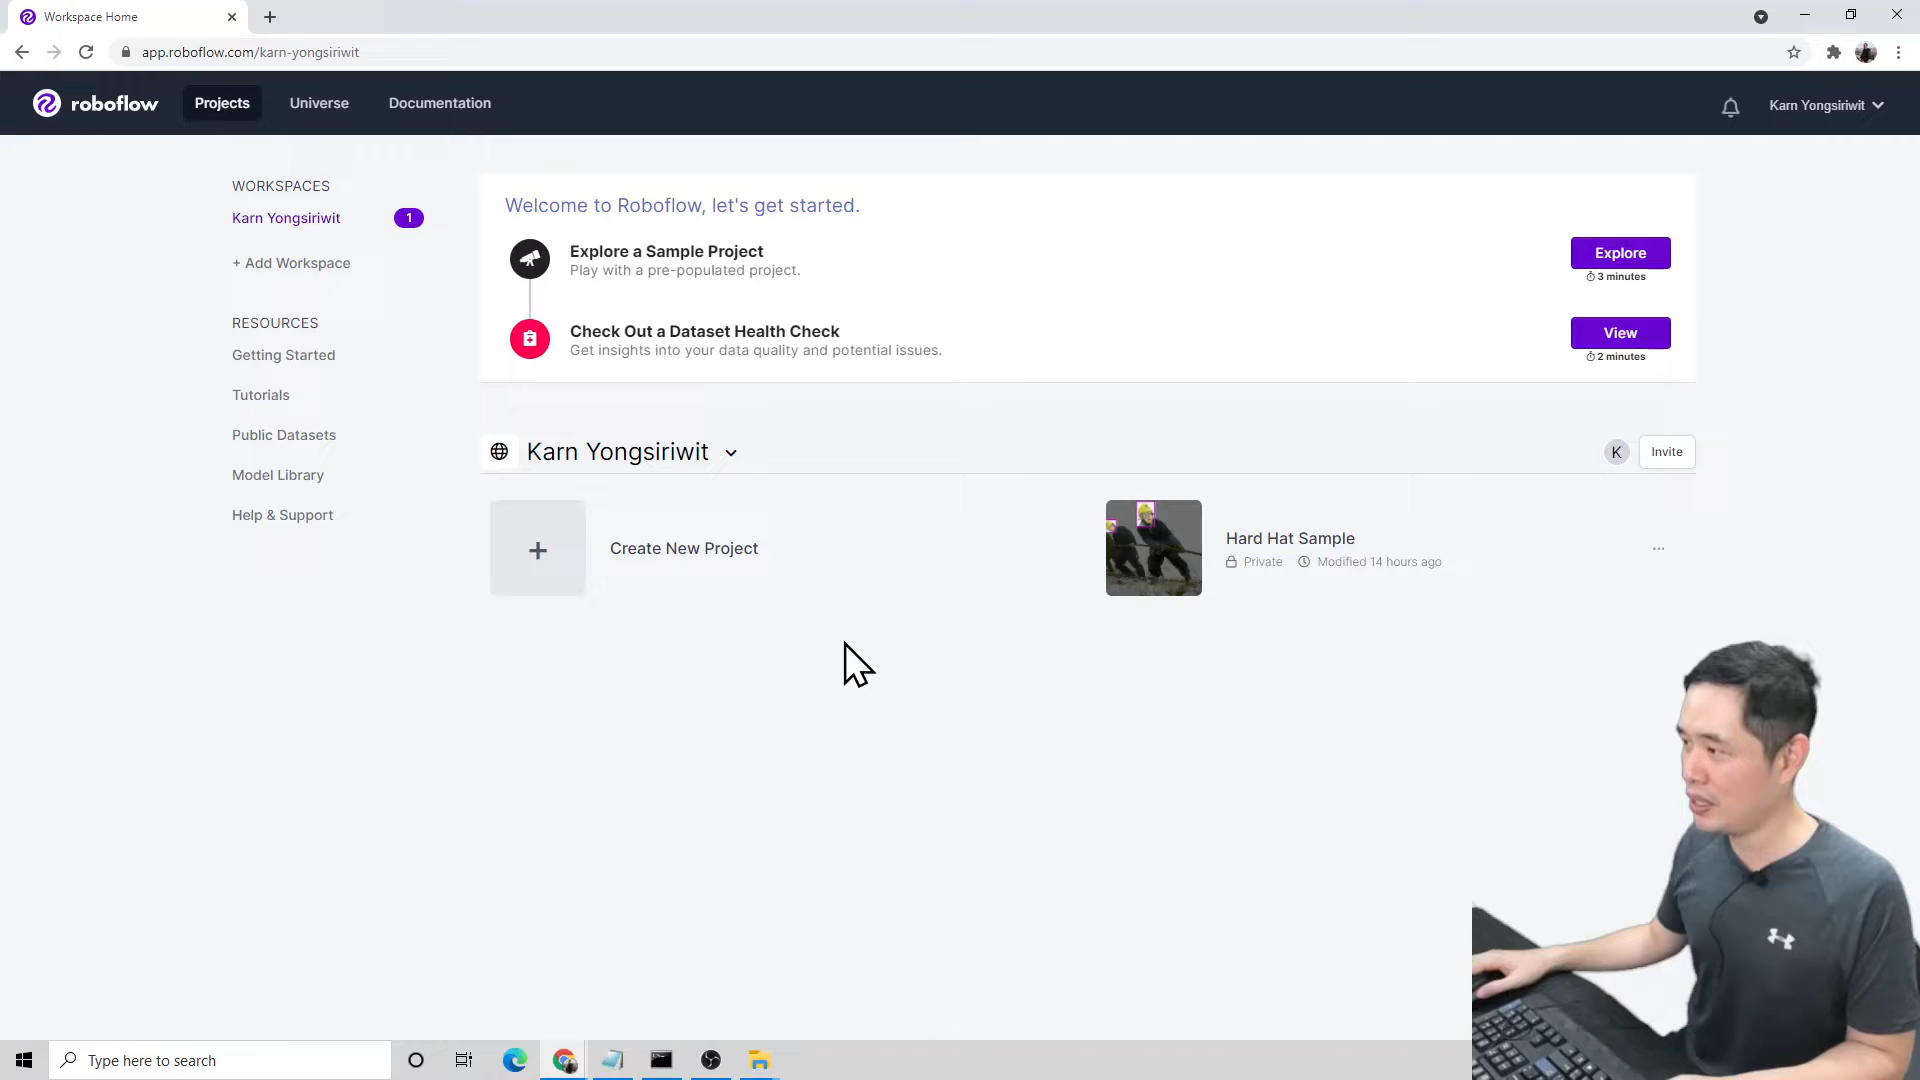 Workspace Home
app.roboflow.com/karn-yongsiriwit
roboflow
Projects
Universe
Documentation
Karn Yongsiriwit
WORKSPACES
Karn Yongsiriwit
1
+ Add Workspace
RESOURCES
Getting Started
Tutorials
Public Datasets
Model Library
Help & Support
Welcome to Roboflow, let's get started.
Explore a Sample Project
Play with a pre-populated project.
Explore
3 minutes
Check Out a Dataset Health Check
Get insights into your data quality and potential issues.
View
2 minutes
Karn Yongsiriwit
K
Invite
Create New Project
Hard Hat Sample
Private
Modified 14 hours ago
Type here to search